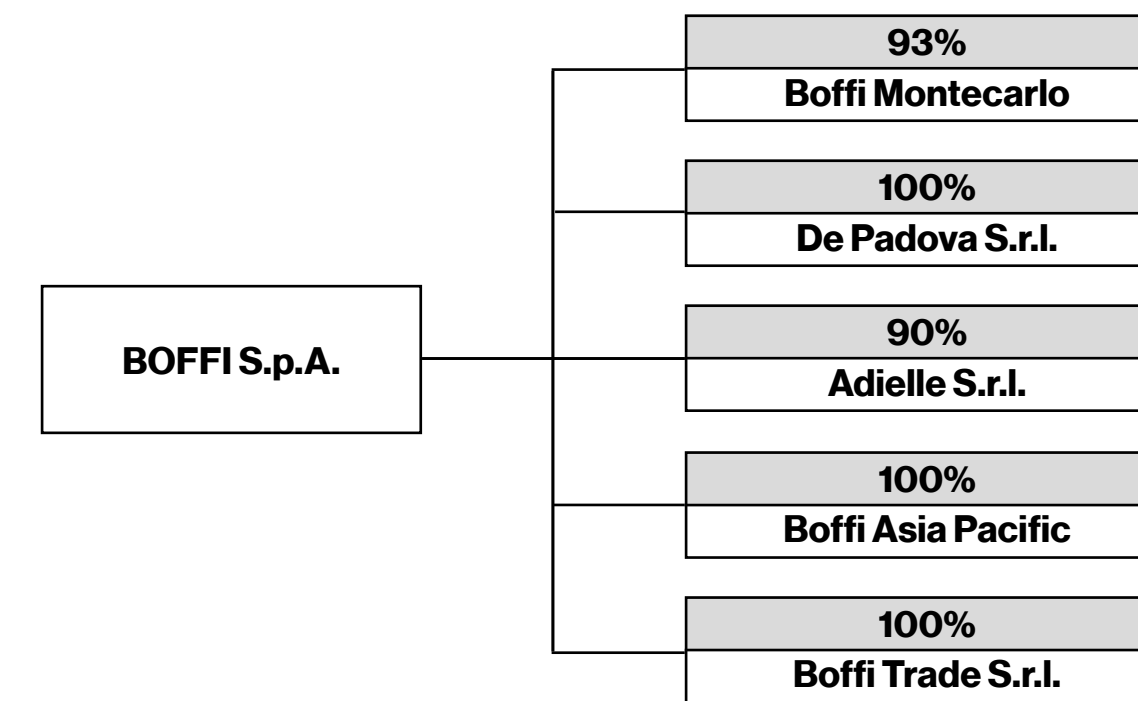 93%
Boffi Montecarlo
100%
De Padova S.r.l.
BOFFI S.p.A.
90%
Adielle S.r.l.
100%
Boffi Asia Pacific
100%
Boffi Trade S.r.l.